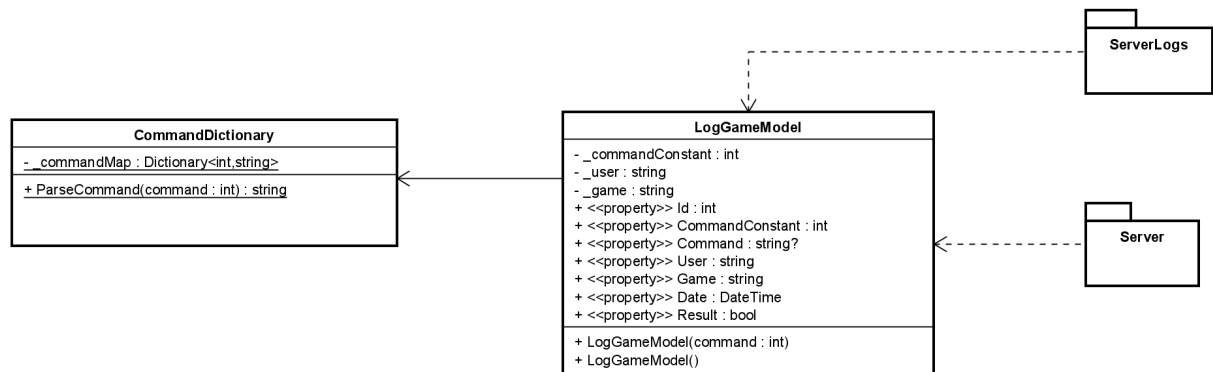 ServerLogs
CommandDictionary
- _commandMap : Dictionary<int,string>
+ ParseCommand(command : int) : string
LogGameModel
- _commandConstant : int
- _user : string
- _game : string
+ <<property>> Id : int
+ <<property>> CommandConstant : int
+ <<property>> Command : string?
+ <<property>> User : string
+ <<property>> Game : string
+ <<property>> Date : DateTime
+ <<property>> Result : bool
+ LogGameModel(command : int)
+ LogGameModel()
Server